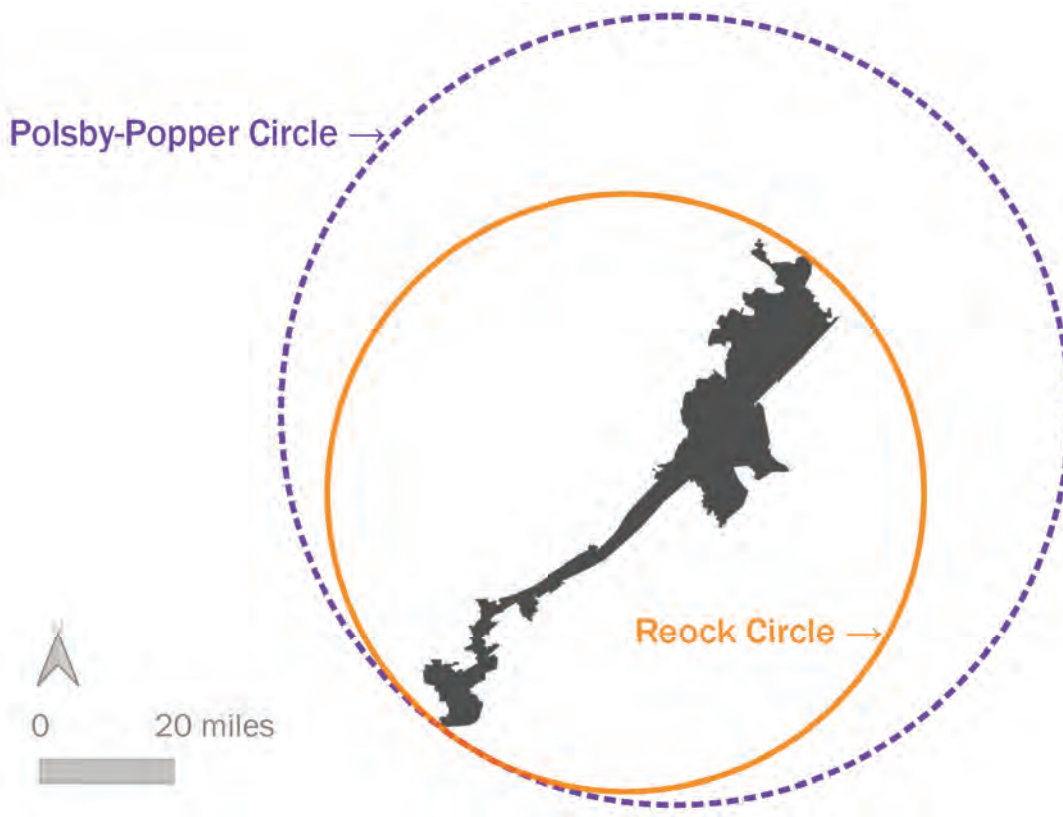 Polsby-Popper Circle →
Reock Circle →
0 20 miles